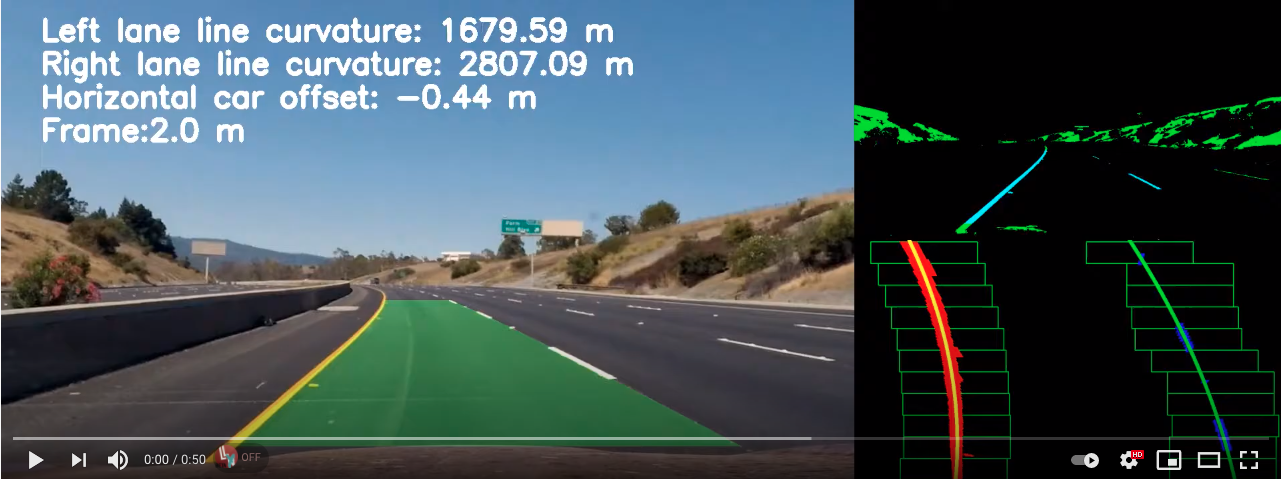 Left lane line curvature: 1679.59 m
Right lane line curvature: 2807.09 m
Horizontal car offset: -0.44 m
Frame:2.0 m
0:00 / 0:50
OFF
HD